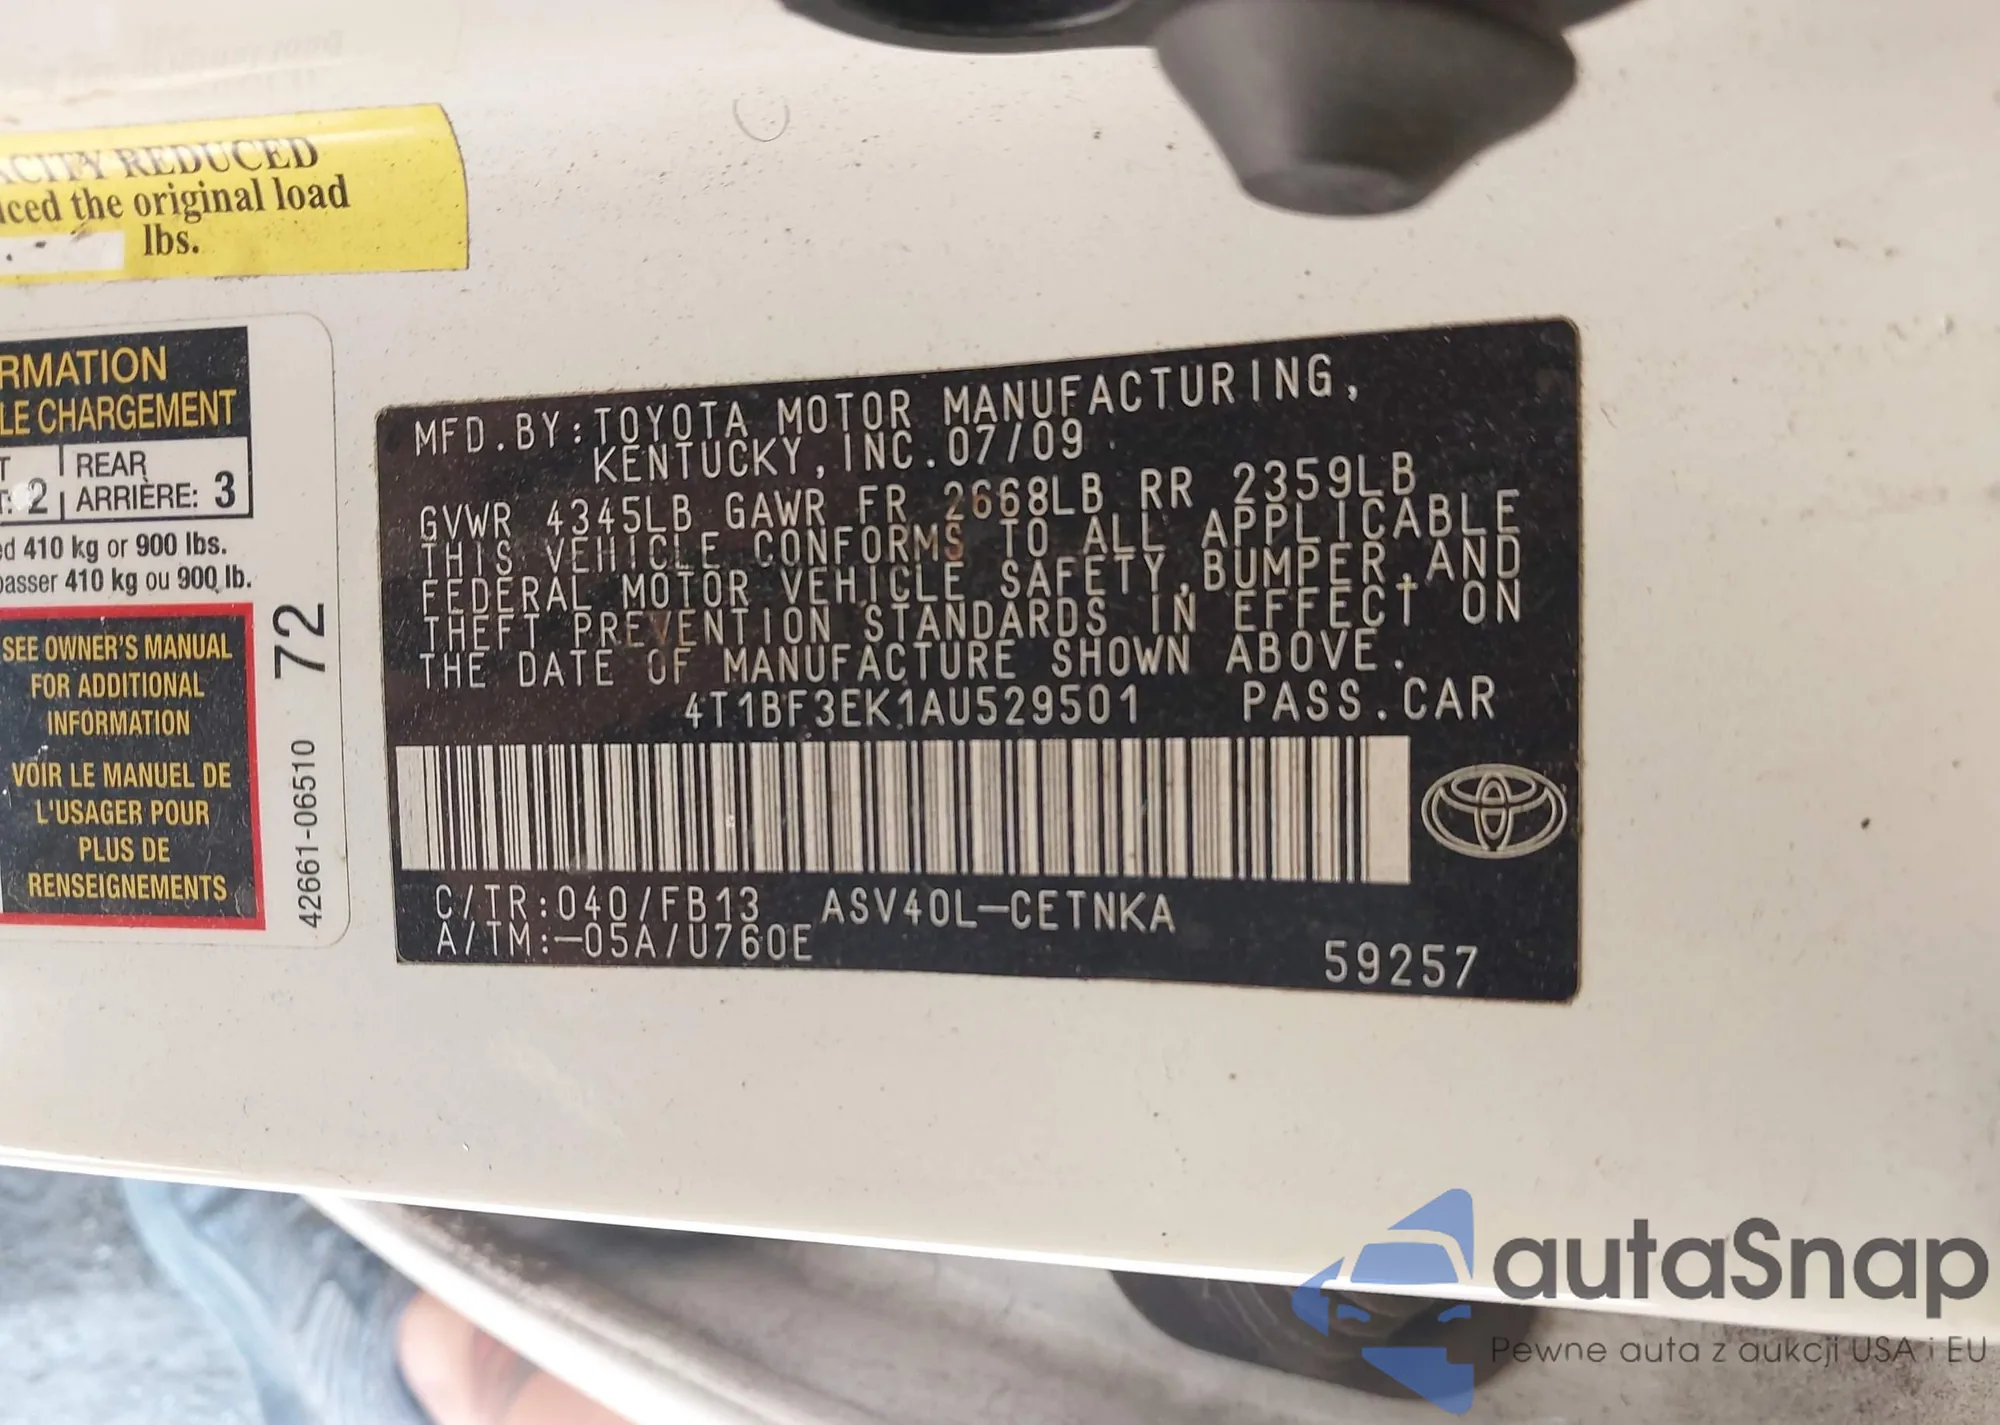 ACITY REDUCED
uced the original load
lbs.
RMATION
LE CHARGEMENT
REAR
2 ARRIÈRE: 3
ed 410 kg or 900 lbs.
passer 410 kg ou 900 lb.
SEE OWNER'S MANUAL
FOR ADDITIONAL
INFORMATION
VOIR LE MANUEL DE
L'USAGER POUR
PLUS DE
RENSEIGNEMENTS
42661-06510 72
MFD.BY:TOYOTA MOTOR MANUFACTURING,
KENTUCKY,INC.07/09
GVWR 4345LB GAWR FR 2668LB RR 2359LB
THIS VEHICLE CONFORMS TO ALL APPLICABLE
FEDERAL MOTOR VEHICLE SAFETY,BUMPER,AND
THEFT PREVENTION STANDARDS IN EFFECT ON
THE DATE OF MANUFACTURE SHOWN ABOVE.
4T1BF3EK1AU529501 PASS.CAR
C/TR:040/FB13 ASV40L-CETNKA
A/TM:-05A/U760E
59257
autaSnap
Pewne auta z aukcji USA i EU